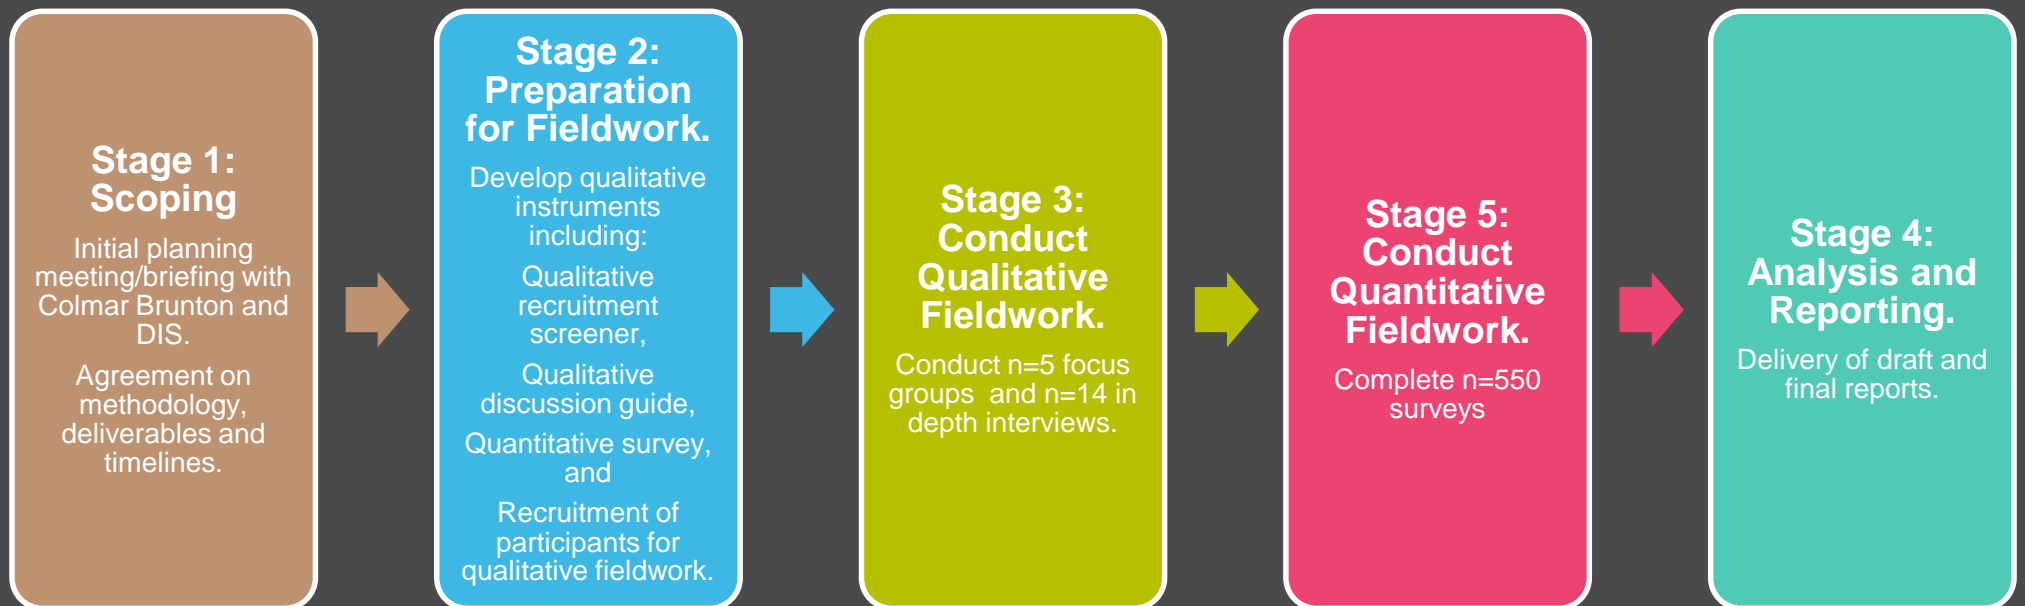 Stage 1:
Scoping
Initial planning
meeting/briefing with
Colmar Brunton and
DIS.
Agreement on
methodology,
deliverables and
timelines.
Stage 2:
Preparation
for Fieldwork.
Develop qualitative
instruments
including:
Qualitative
recruitment
screener,
Qualitative
discussion guide,
Quantitative survey,
and
Recruitment of
participants for
qualitative fieldwork.
Stage 3:
Conduct
Qualitative
Fieldwork.
Conduct n=5 focus
groups and n=14 in
depth interviews.
Stage 5:
Conduct
Quantitative
Fieldwork.
Complete n=550
surveys
Stage 4:
Analysis and
Reporting.
Delivery of draft and
final reports.